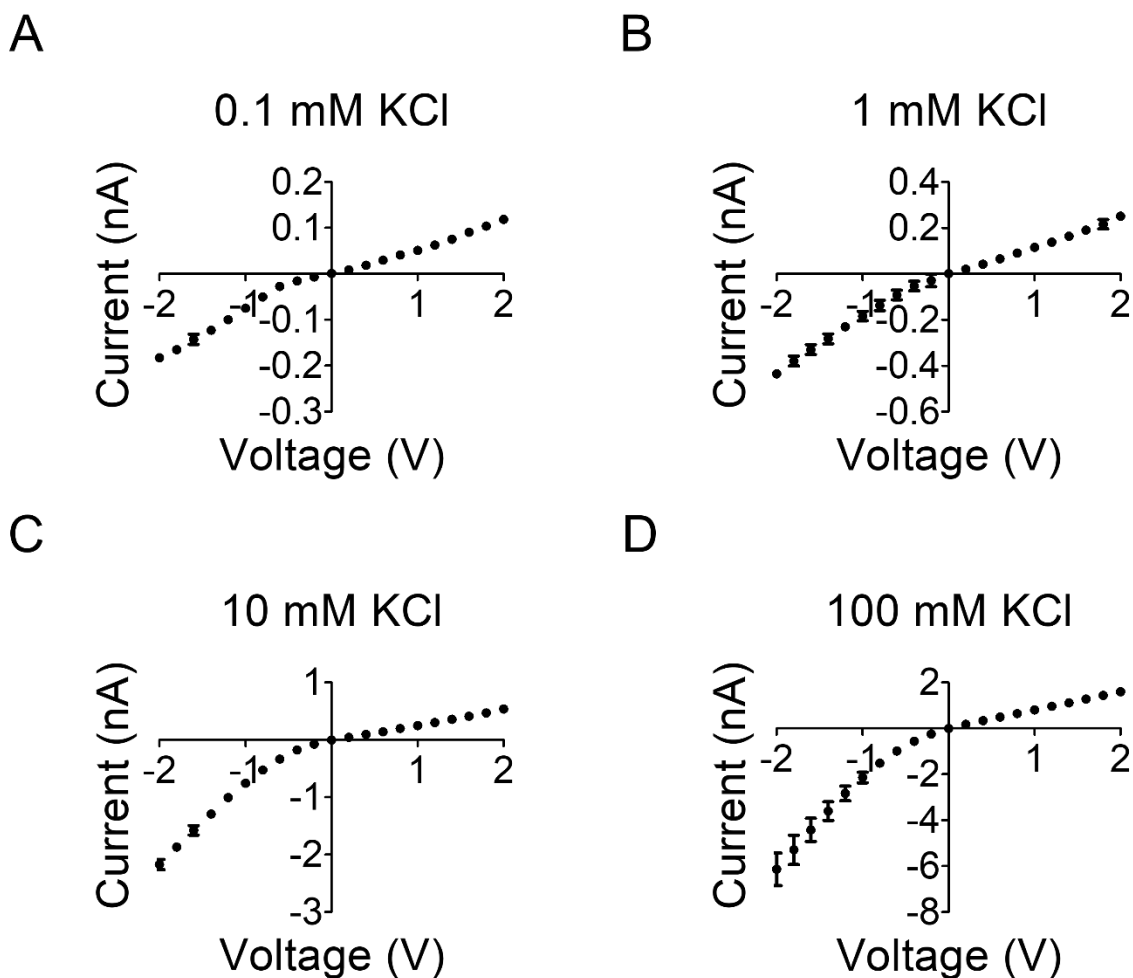 A
B
0.1 mM KCl
1 mM KCl
Current (nA)
0.2
0.1
-0.1
-0.2
-0.3
-2
-1
1
2
Voltage (V)
Current (nA)
0.4
0.2
-0.2
-0.4
-0.6
-2
-1
1
2
Voltage (V)
C
D
10 mM KCl
100 mM KCl
Current (nA)
1
-1
-2
-3
-2
-1
1
2
Voltage (V)
Current (nA)
2
-2
-4
-6
-8
-2
-1
1
2
Voltage (V)